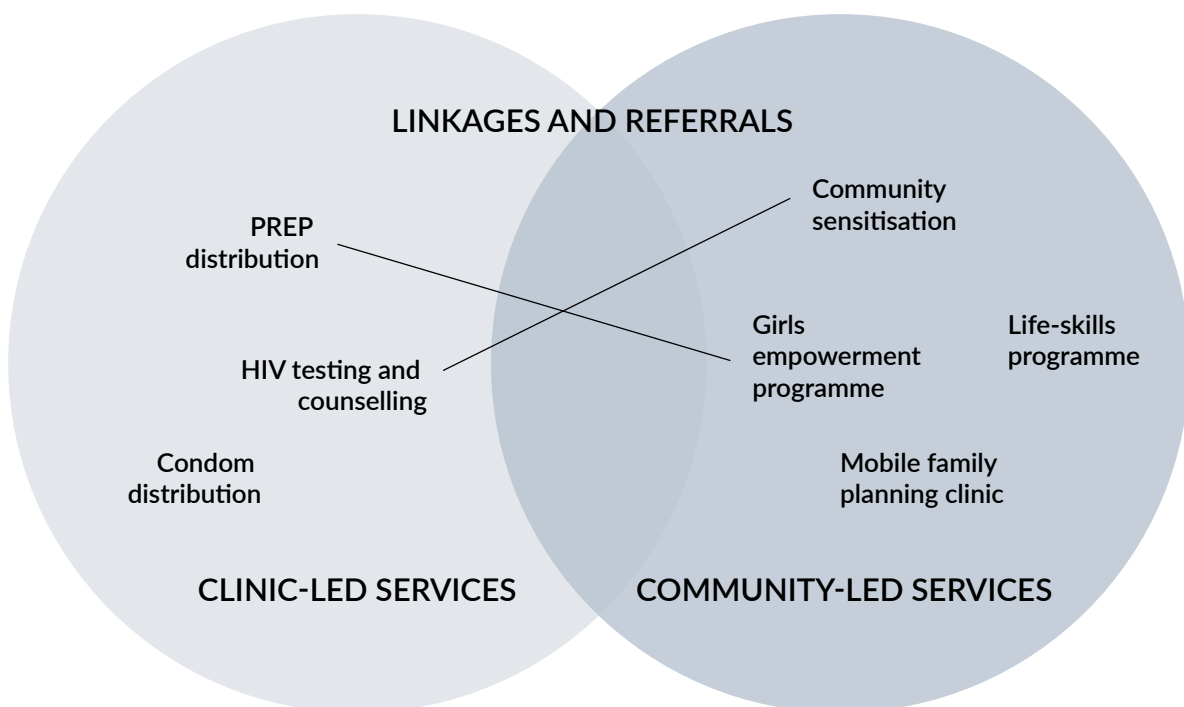 LINKAGES AND REFERRALS
PREP
distribution
HIV testing and
counselling
Condom
distribution
CLINIC-LED SERVICES
Community
sensitisation
Girls
empowerment
programme
Life-skills
programme
Mobile family
planning clinic
COMMUNITY-LED SERVICES